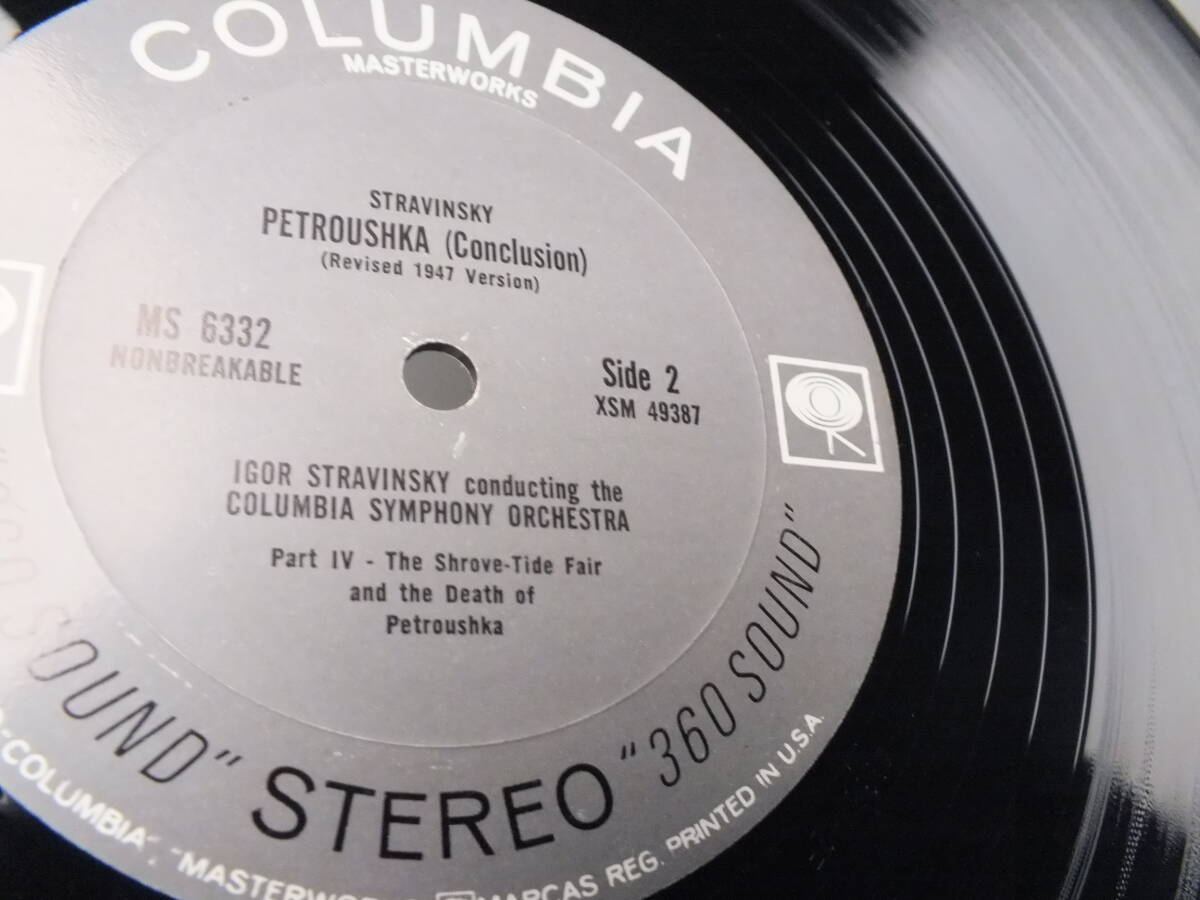 COLUMBIA
MASTERWORKS
STRAVINSKY
PETROUSHKA (Conclusion)
(Revised 1947 Version)
MS 6332
NONBREAKABLE
Side 2
XSM 49387
IGOR STRAVINSKY conducting the
COLUMBIA SYMPHONY ORCHESTRA
Part IV - The Shrove-Tide Fair
and the Death of
Petroushka
"360 SOUND" STEREO "360 SOUND"
"COLUMBIA", "MASTERWORKS" MARCAS REG. PRINTED IN U.S.A.